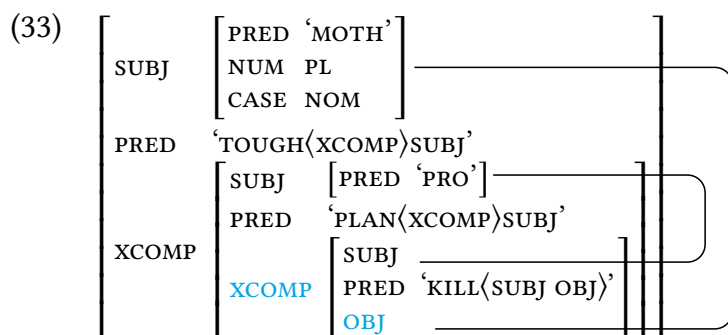 (33)
PRED ‘MOTH’
SUBJ NUM PL
CASE NOM
PRED ‘TOUGH⟨XCOMP⟩SUBJ’
SUBJ [PRED ‘PRO’]
PRED ‘PLAN⟨XCOMP⟩SUBJ’
XCOMP SUBJ
XCOMP PRED ‘KILL⟨SUBJ OBJ⟩’
OBJ